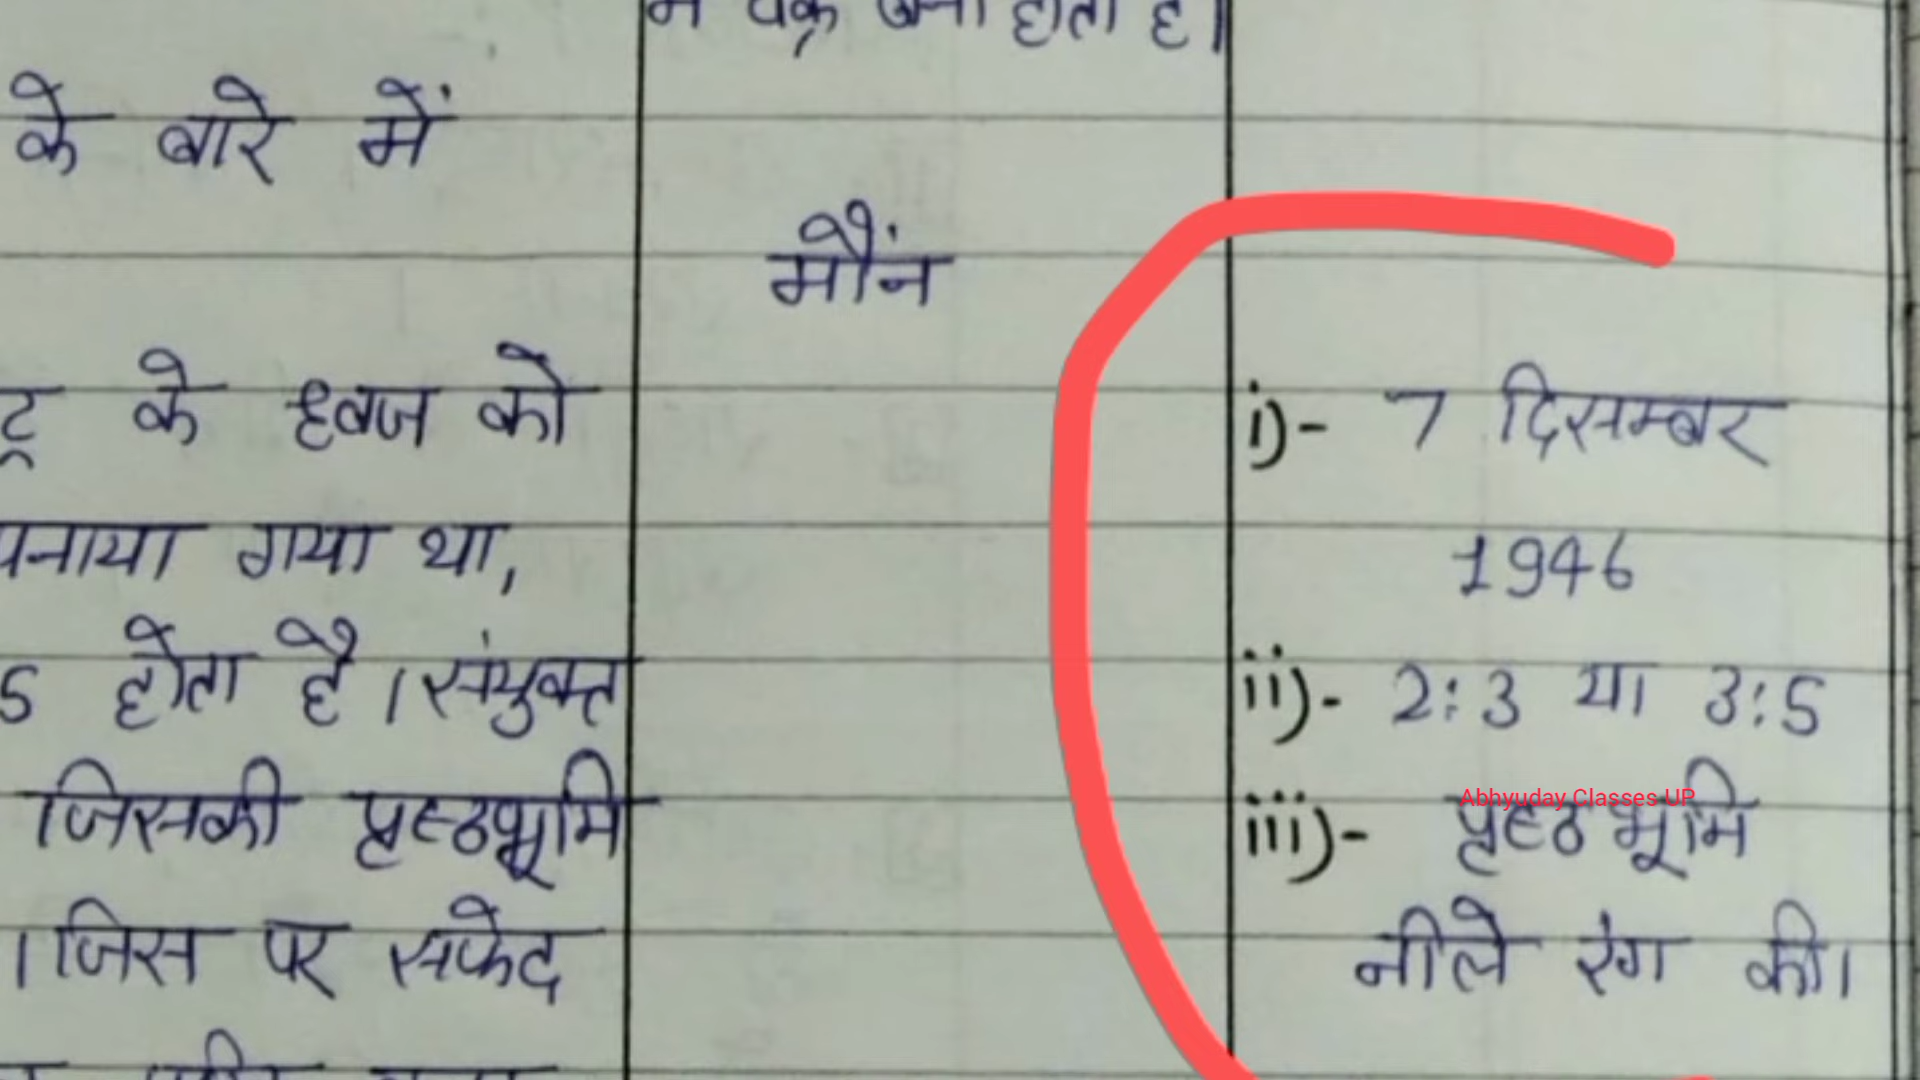 के बारे में
मौंन
के ध्वज को
i)- 7 दिसम्बर
गया था,
1946
5 होता है। संयुक्त
ii)- 2:3 या 3:5
Abhyuday Classes UP
जिसकी पृष्ठभूमि
iii)- पृष्ठभूमि
। जिस पर सफेद
नीले रंग की।